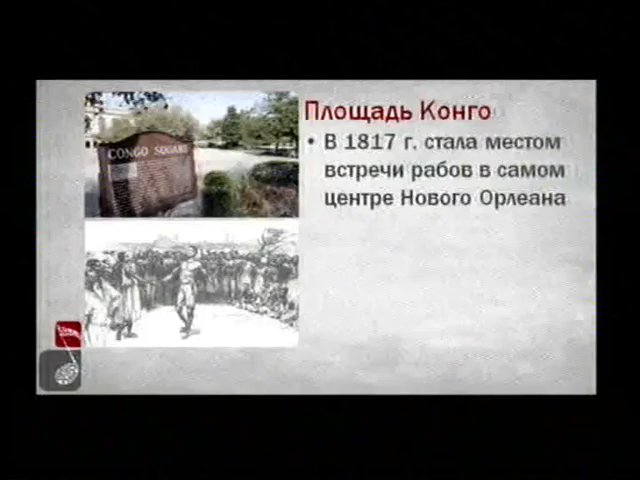 CONGO SQUARE
Площадь Конго
• В 1817 г. стала местом
встречи рабов в самом
центре Нового Орлеана